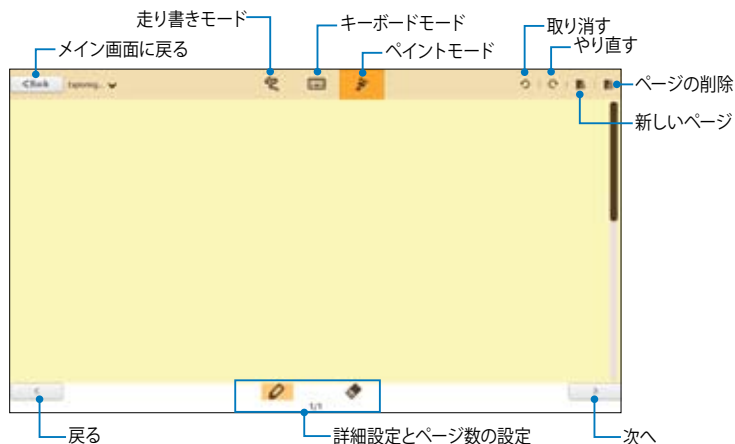 走り書きモード
キーボードモード
取り消す
メイン画面に戻る
ペイントモード
やり直す
ページの削除
新しいページ
1/1
戻る
詳細設定とページ数の設定
次へ